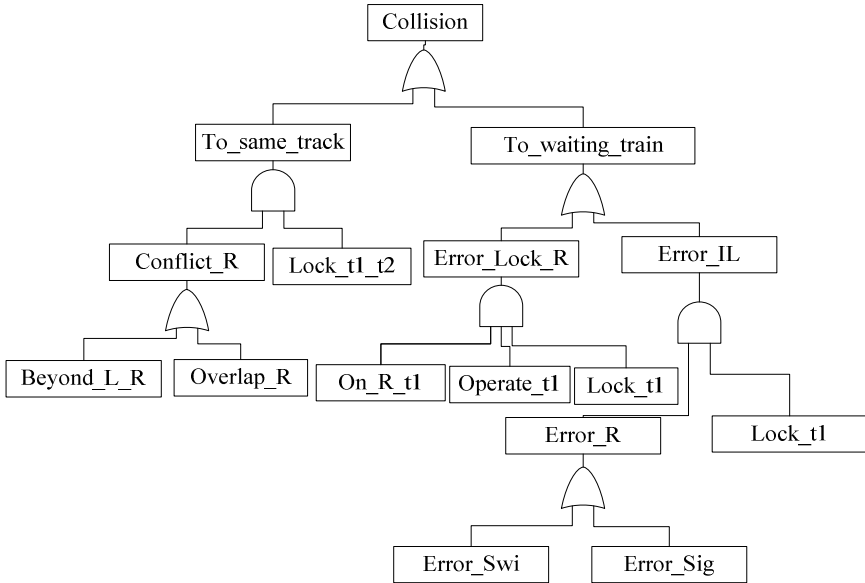 Collision
To_same_track
To_waiting_train
Conflict_R
Lock_t1_t2
Error_Lock_R
Error_IL
Beyond_L_R
Overlap_R
On_R_t1
Operate_t1
Lock_t1
Error_R
Lock_t1
Error_Swi
Error_Sig